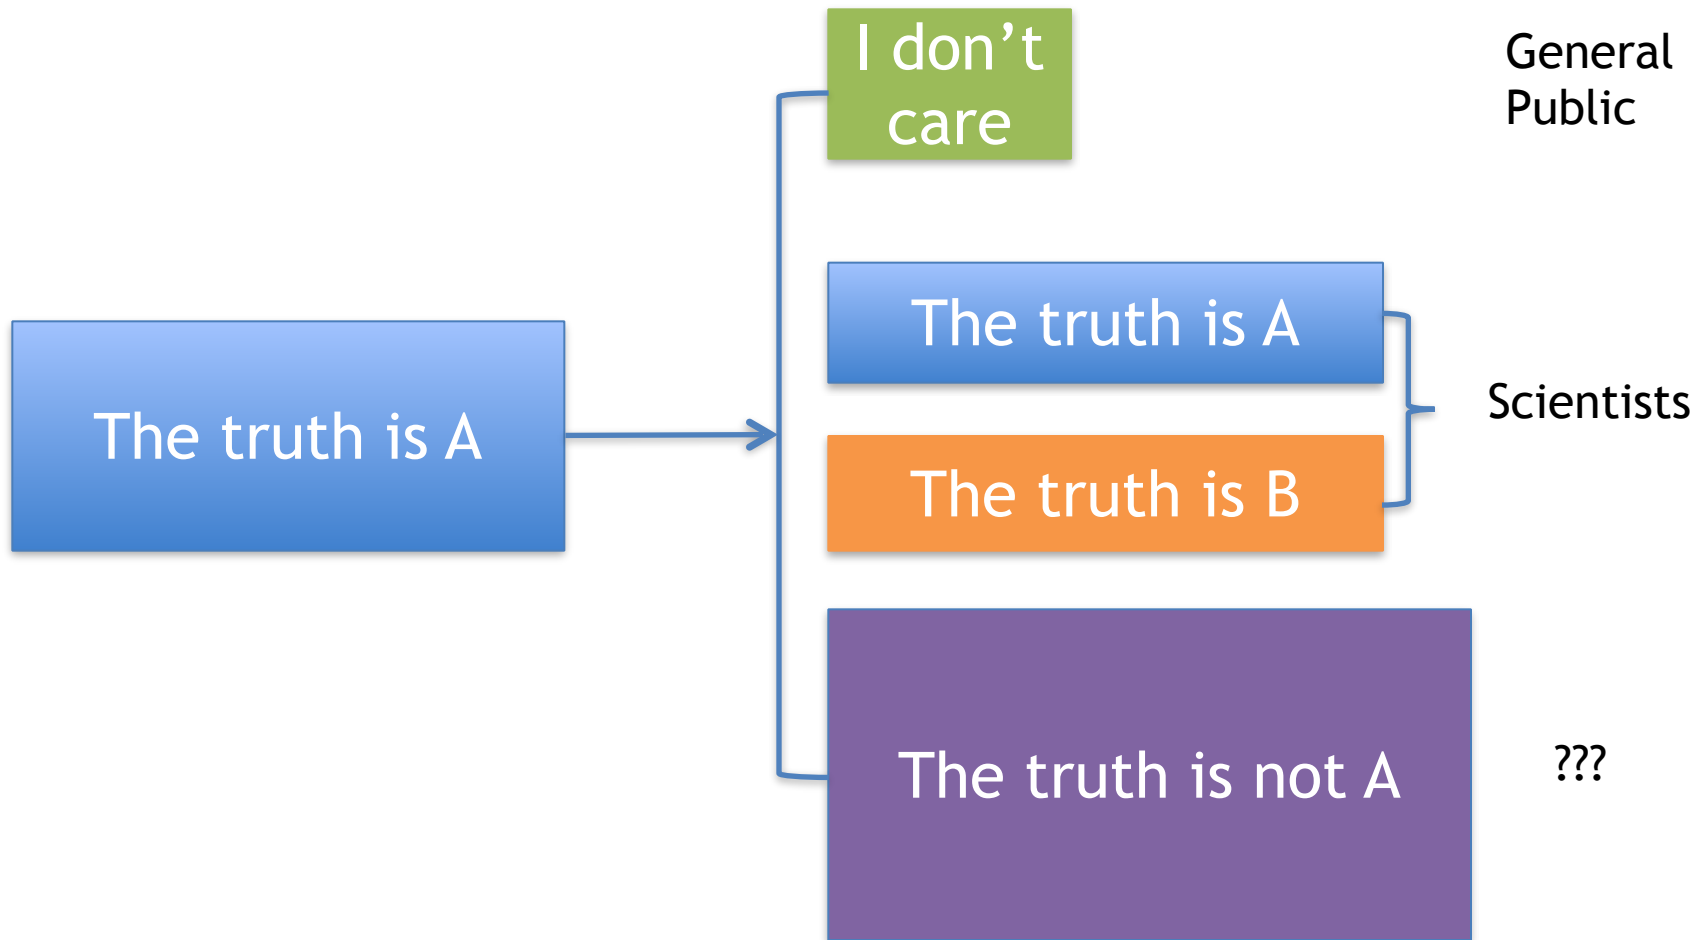 I don’t
care
General
Public
The truth is A
The truth is A
Scientists
The truth is B
The truth is not A
???